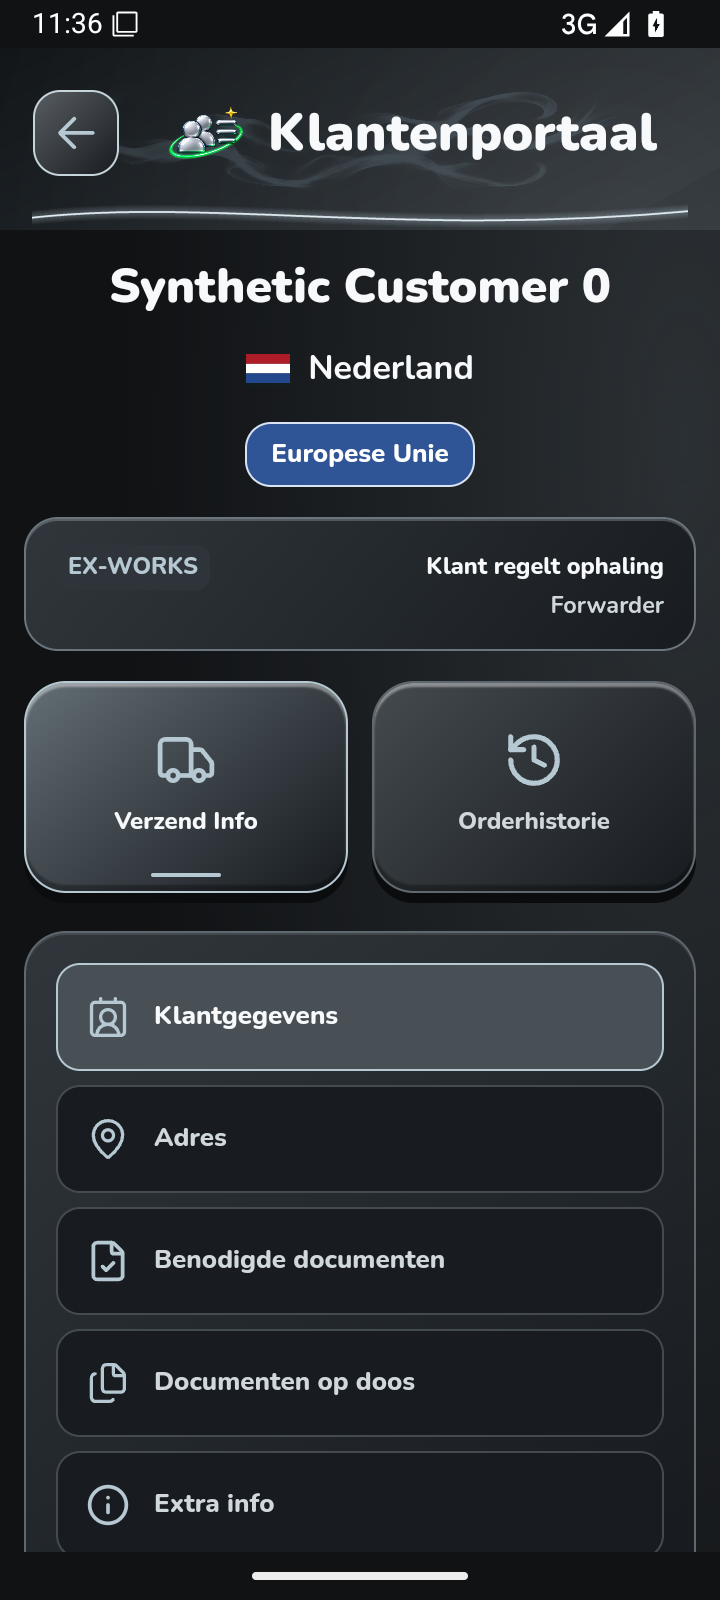 11:36
3G
Klantenportaal
Synthetic Customer 0
Nederland
Europese Unie
EX-WORKS
Klant regelt ophaling
Forwarder
Verzend Info
Orderhistorie
Klantgegevens
Adres
Benodigde documenten
Documenten op doos
Extra info